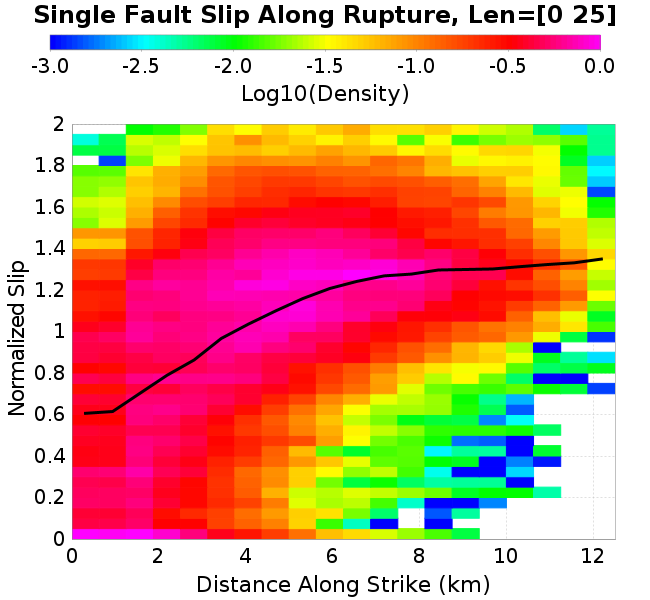 Single Fault Slip Along Rupture, Len=[0 25]
-3.0 -2.5 -2.0 -1.5 -1.0 -0.5 0.0
Log10(Density)
2
1.8
1.6
1.4
1.2
1
0.8
0.6
0.4
0.2
0
Normalized Slip
0 2 4 6 8 10 12
Distance Along Strike (km)